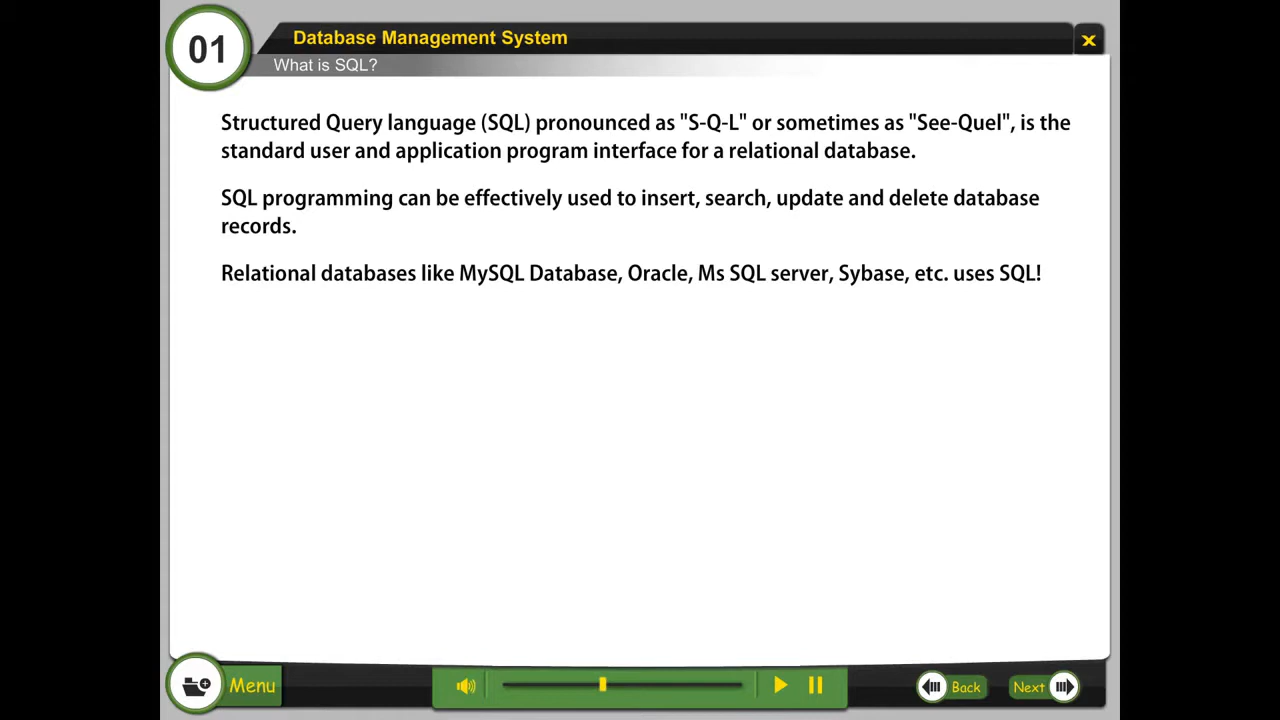 01
Database Management System
What is SQL?
Structured Query language (SQL) pronounced as "S-Q-L" or sometimes as "See-Quel", is the
standard user and application program interface for a relational database.
SQL programming can be effectively used to insert, search, update and delete database
records.
Relational databases like MySQL Database, Oracle, Ms SQL server, Sybase, etc. uses SQL!
Menu
Back
Next